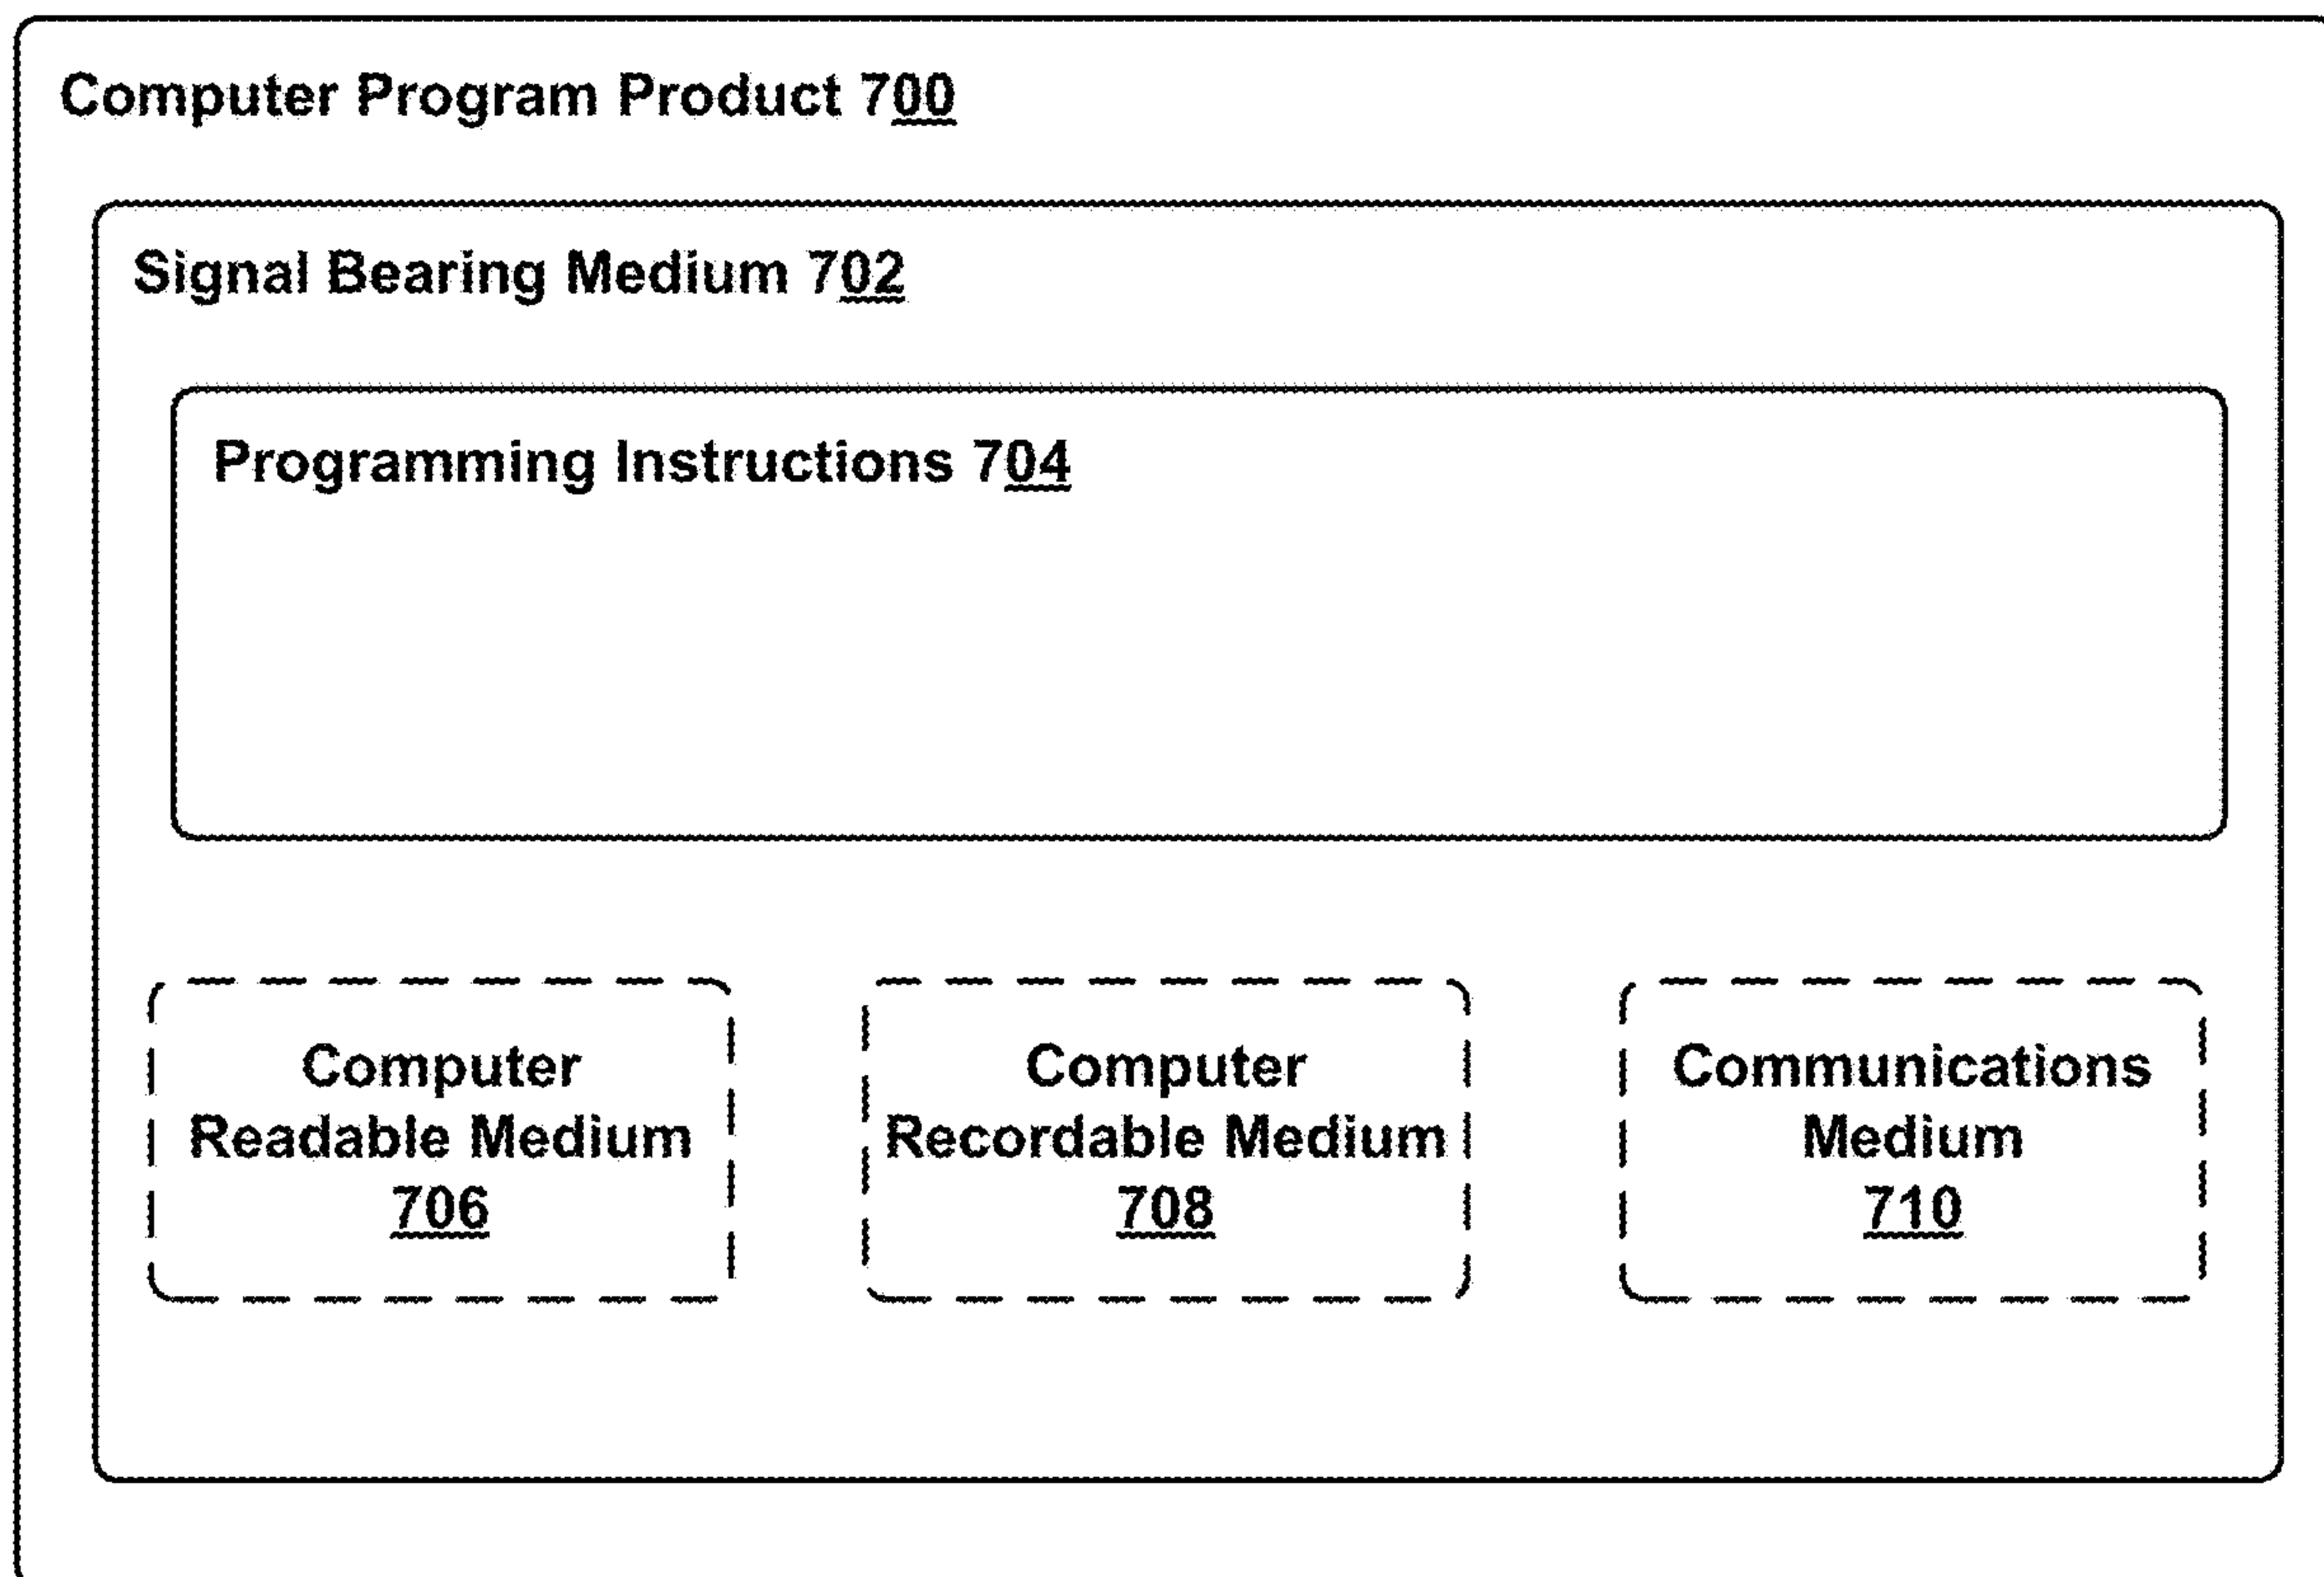 Computer Program Product 700
Signal Bearing Medium 702
Programming Instructions 704
Computer
Readable Medium
706
Computer
Recordable Medium
708
Communications
Medium
710